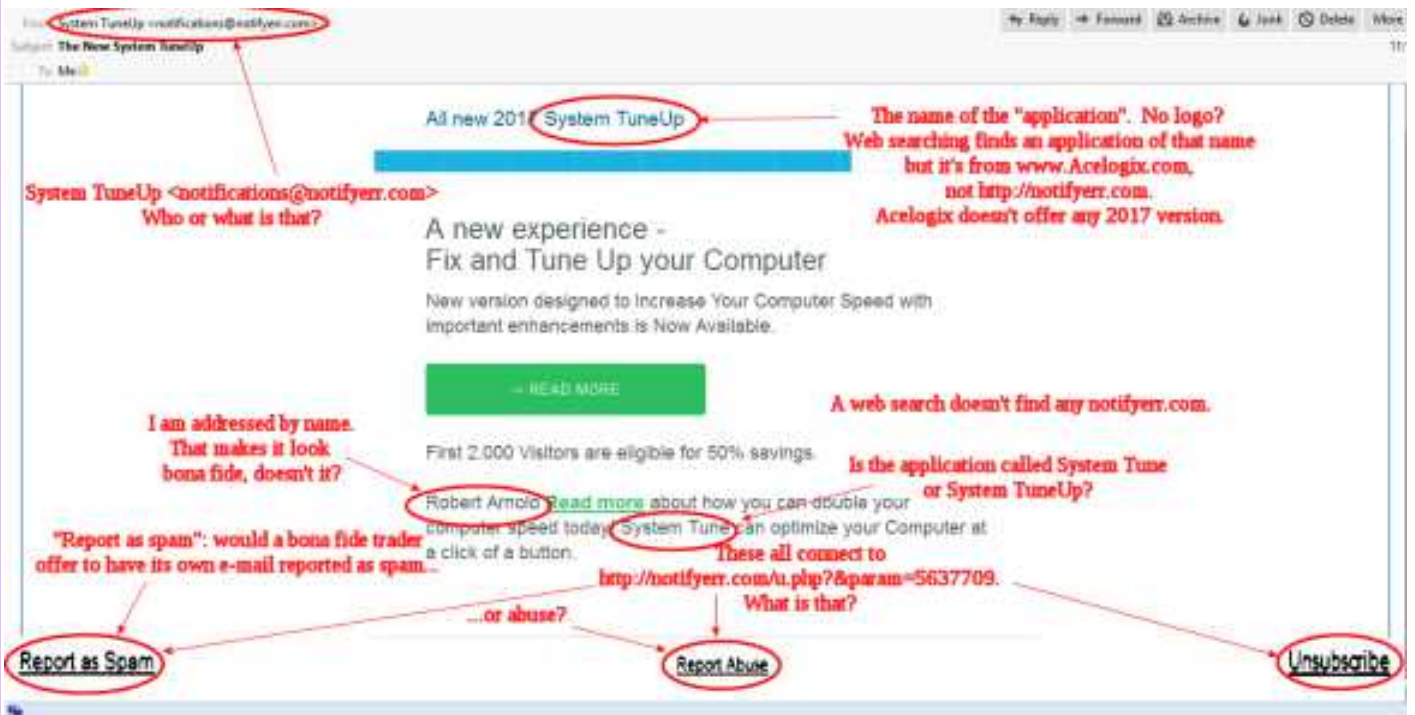 From System TuneUp <notifications@notifyerr.com>
Reply Forward Archive Junk Delete More
Subject The New System TuneUp
To Me
All new 2017 System TuneUp
The name of the "application". No logo?
Web searching finds an application of that name
but it's from www.Acelogix.com,
not http://notifyerr.com.
Acelogix doesn't offer any 2017 version.
System TuneUp <notifications@notifyerr.com>
Who or what is that?
A new experience -
Fix and Tune Up your Computer
New version designed to Increase Your Computer Speed with
important enhancements is Now Available.
READ MORE
A web search doesn't find any notifyerr.com.
I am addressed by name.
That makes it look
bona fide, doesn't it?
First 2.000 Visitors are eligible for 50% savings.
Is the application called System Tune
or System TuneUp?
Robert Arnold Read more about how you can double your
computer speed today! System Tune can optimize your Computer at
a click of a button.
"Report as spam": would a bona fide trader
offer to have its own e-mail reported as spam...
These all connect to
http://notifyerr.com/u.php?&param=5637709.
What is that?
...or abuse?
Report as Spam
Report Abuse
Unsubscribe